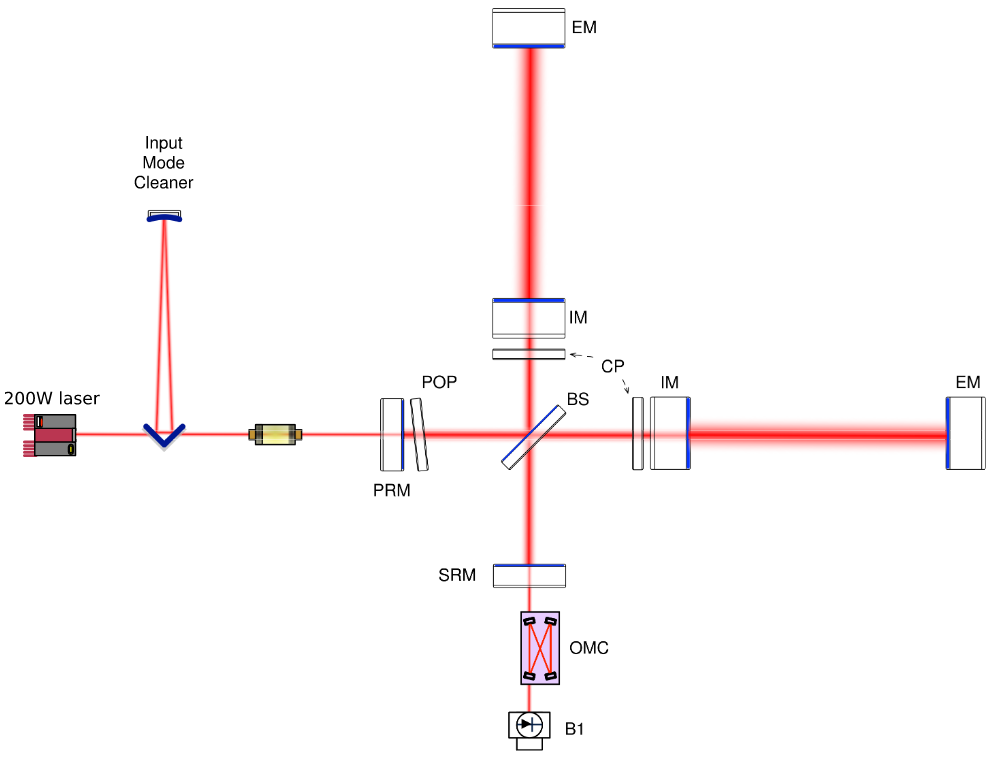 EM
Input
Mode
Cleaner
IM
CP
200W laser
POP
BS
IM
EM
PRM
SRM
OMC
B1